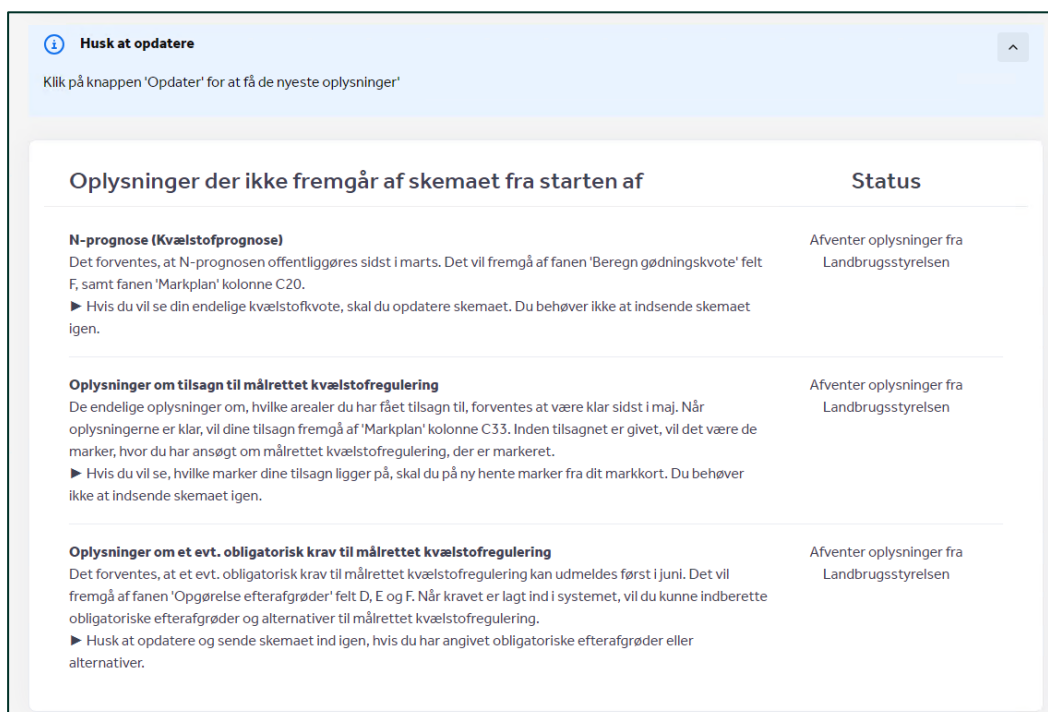 Husk at opdatere
Klik på knappen 'Opdater' for at få de nyeste oplysninger'
Oplysninger der ikke fremgår af skemaet fra starten af
Status
N-prognose (Kvælstofprognose)
Det forventes, at N-prognosen offentliggøres sidst i marts. Det vil fremgå af fanen 'Beregn gødningskvote' felt
F, samt fanen 'Markplan' kolonne C20.
► Hvis du vil se din endelige kvælstofkvote, skal du opdatere skemaet. Du behøver ikke at indsende skemaet
igen.
Afventer oplysninger fra
Landbrugsstyrelsen
Oplysninger om tilsagn til målrettet kvælstofregulering
De endelige oplysninger om, hvilke arealer du har fået tilsagn til, forventes at være klar sidst i maj. Når
oplysningerne er klar, vil dine tilsagn fremgå af 'Markplan' kolonne C33. Inden tilsagnet er givet, vil det være de
marker, hvor du har ansøgt om målrettet kvælstofregulering, der er markeret.
► Hvis du vil se, hvilke marker dine tilsagn ligger på, skal du på ny hente marker fra dit markkort. Du behøver
ikke at indsende skemaet igen.
Afventer oplysninger fra
Landbrugsstyrelsen
Oplysninger om et evt. obligatorisk krav til målrettet kvælstofregulering
Det forventes, at et evt. obligatorisk krav til målrettet kvælstofregulering kan udmeldes først i juni. Det vil
fremgå af fanen 'Opgørelse efterafgrøder' felt D, E og F. Når kravet er lagt ind i systemet, vil du kunne indberette
obligatoriske efterafgrøder og alternativer til målrettet kvælstofregulering.
► Husk at opdatere og sende skemaet ind igen, hvis du har angivet obligatoriske efterafgrøder eller
alternativer.
Afventer oplysninger fra
Landbrugsstyrelsen